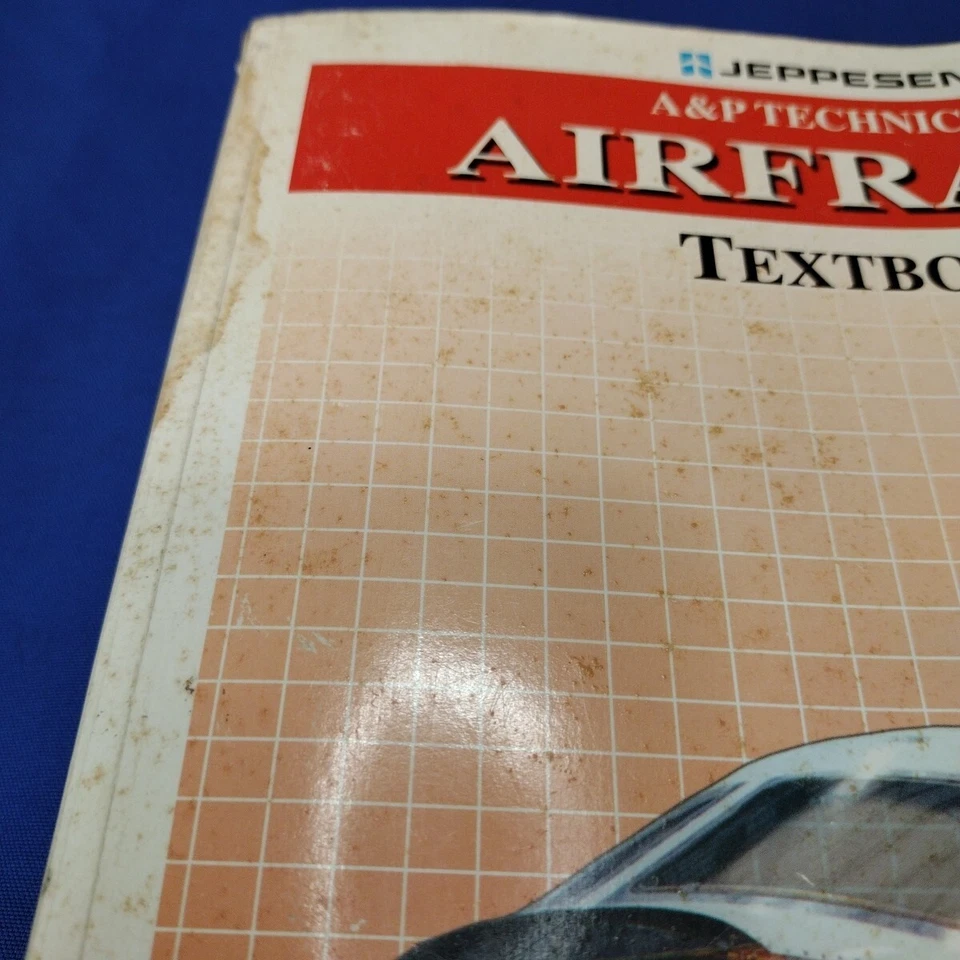 JEPPESEN
A&P TECHNIC
AIRFRA
TEXTBO